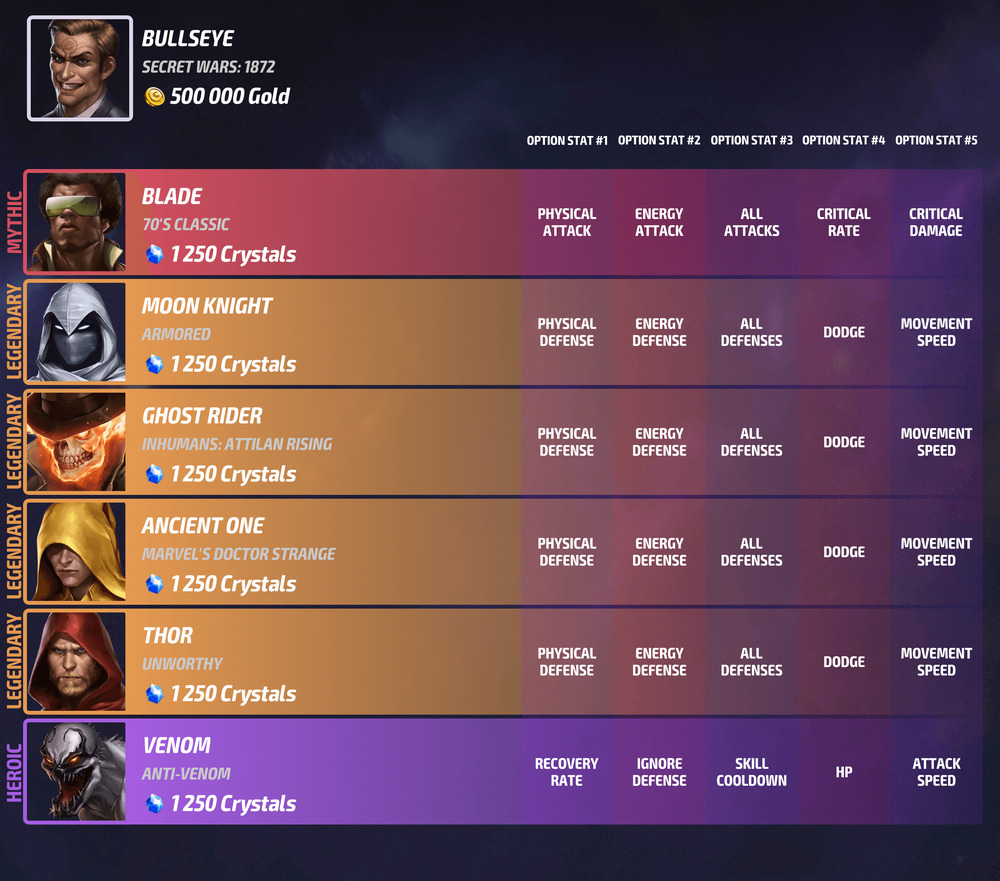 BULLSEYE
SECRET WARS: 1872
500 000 Gold
OPTION STAT #1 OPTION STAT #2 OPTION STAT #3 OPTION STAT #4 OPTION STAT #5
MYTHIC
BLADE
70'S CLASSIC
1 250 Crystals
PHYSICAL ATTACK
ENERGY ATTACK
ALL ATTACKS
CRITICAL RATE
CRITICAL DAMAGE
LEGENDARY
MOON KNIGHT
ARMORED
1 250 Crystals
PHYSICAL DEFENSE
ENERGY DEFENSE
ALL DEFENSES
DODGE
MOVEMENT SPEED
LEGENDARY
GHOST RIDER
INHUMANS: ATTILAN RISING
1 250 Crystals
PHYSICAL DEFENSE
ENERGY DEFENSE
ALL DEFENSES
DODGE
MOVEMENT SPEED
LEGENDARY
ANCIENT ONE
MARVEL'S DOCTOR STRANGE
1 250 Crystals
PHYSICAL DEFENSE
ENERGY DEFENSE
ALL DEFENSES
DODGE
MOVEMENT SPEED
LEGENDARY
THOR
UNWORTHY
1 250 Crystals
PHYSICAL DEFENSE
ENERGY DEFENSE
ALL DEFENSES
DODGE
MOVEMENT SPEED
HEROIC
VENOM
ANTI-VENOM
1 250 Crystals
RECOVERY RATE
IGNORE DEFENSE
SKILL COOLDOWN
HP
ATTACK SPEED